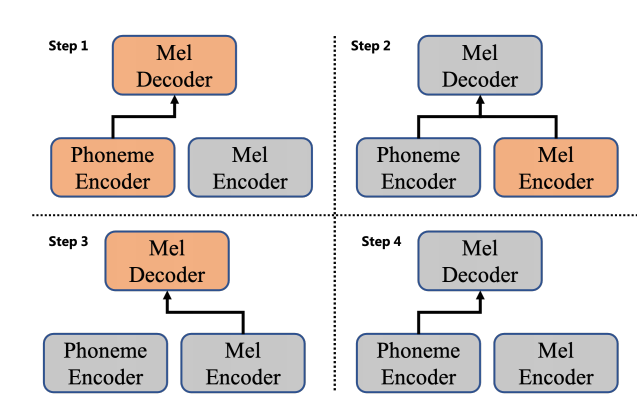 Step 1
Mel
Decoder
Phoneme
Encoder
Mel
Encoder
Step 2
Mel
Decoder
Phoneme
Encoder
Mel
Encoder
Step 3
Mel
Decoder
Phoneme
Encoder
Mel
Encoder
Step 4
Mel
Decoder
Phoneme
Encoder
Mel
Encoder